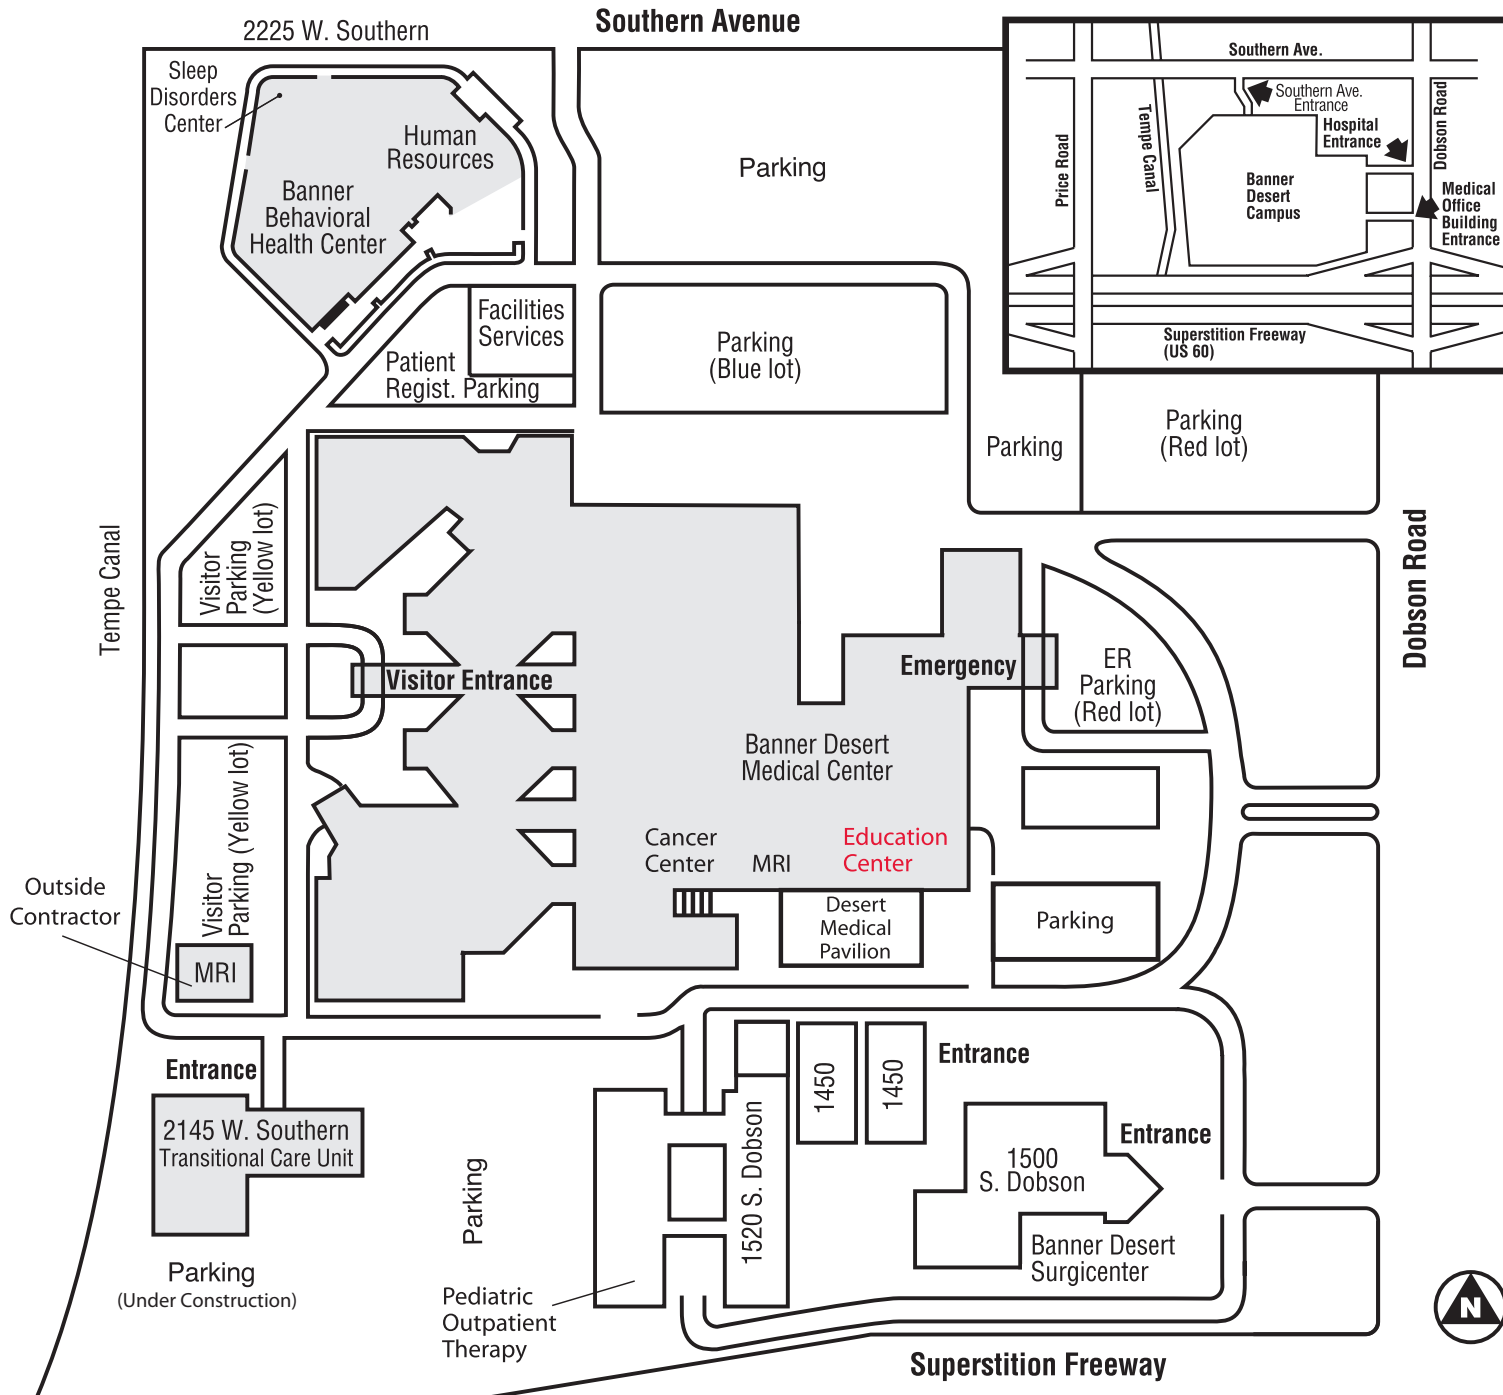 2225 W. Southern
Southern Avenue
Sleep
Disorders
Center
Human
Resources
Banner
Behavioral
Health Center
Parking
Southern Ave.
Southern Ave.
Entrance
Hospital
Entrance
Tempe Canal
Price Road
Dobson Road
Banner
Desert
Campus
Medical
Office
Building
Entrance
Superstition Freeway
(US 60)
Facilities
Services
Patient
Regist. Parking
Parking
(Blue lot)
Parking
Parking
(Red lot)
Tempe Canal
Visitor
Parking
(Yellow lot)
Dobson Road
Visitor Entrance
Emergency
ER
Parking
(Red lot)
Banner Desert
Medical Center
Visitor
Parking (Yellow lot)
Cancer
Center
MRI
Education
Center
Outside
Contractor
MRI
Desert
Medical
Pavilion
Parking
Entrance
2145 W. Southern
Transitional Care Unit
Parking
(Under Construction)
Parking
1520 S. Dobson
1450
1450
Entrance
Entrance
1500
S. Dobson
Banner Desert
Surgicenter
Pediatric
Outpatient
Therapy
N
Superstition Freeway